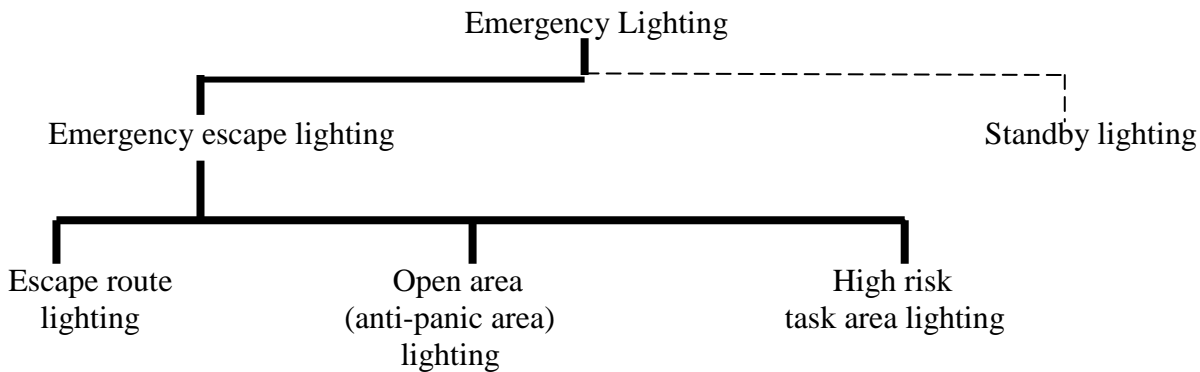 Emergency Lighting
Emergency escape lighting
Standby lighting
Escape route
lighting
Open area
(anti-panic area)
lighting
High risk
task area lighting